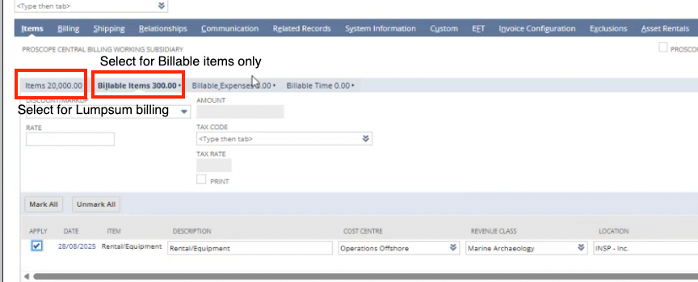 <Type then tab>
Items Billing Shipping Relationships Communication Related Records System Information Custom EFT Invoice Configuration Exclusions Asset Rentals
PROSCOPE CENTRAL BILLING WORKING SUBSIDIARY PROSCO
Select for Billable items only
Items 20,000.00 Billable Items 300.00 • Billable Expenses 0.00 • Billable Time 0.00 •
Select for Lumpsum billing
AMOUNT
RATE
TAX CODE
<Type then tab>
TAX RATE
PRINT
Mark All Unmark All
APPLY DATE ITEM DESCRIPTION COST CENTRE REVENUE CLASS LOCATION
28/08/2025 Rental/Equipment Rental/Equipment Operations Offshore Marine Archaeology INSP - Inc.